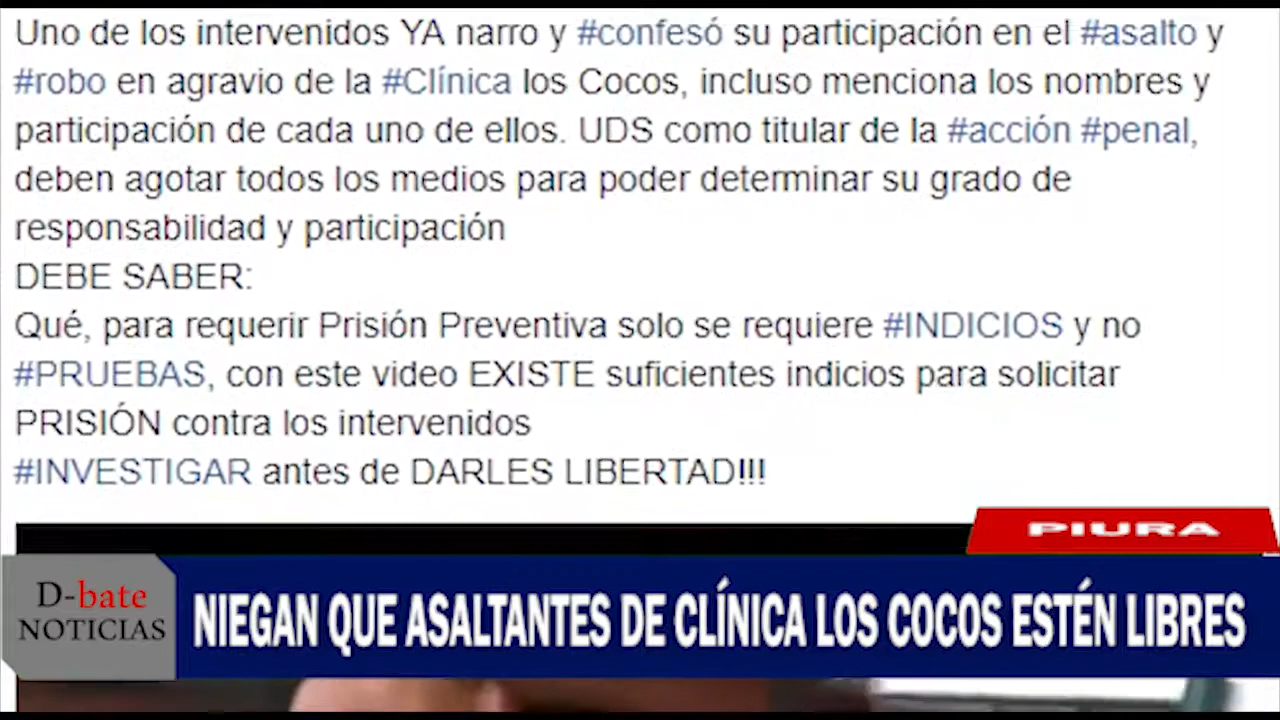 Uno de los intervenidos YA narro y #confesó su participación en el #asalto y
#robo en agravio de la #Clínica los Cocos, incluso menciona los nombres y
participación de cada uno de ellos. UDS como titular de la #acción #penal,
deben agotar todos los medios para poder determinar su grado de
responsabilidad y participación
DEBE SABER:
Qué, para requerir Prisión Preventiva solo se requiere #INDICIOS y no
#PRUEBAS, con este video EXISTE suficientes indicios para solicitar
PRISIÓN contra los intervenidos
#INVESTIGAR antes de DARLES LIBERTAD!!!
PIURA
D-bate
NOTICIAS
NIEGAN QUE ASALTANTES DE CLÍNICA LOS COCOS ESTÉN LIBRES